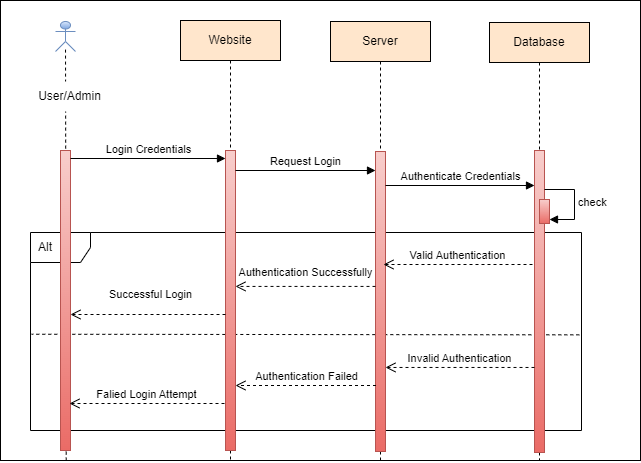 Website
Server
Database
User/Admin
Login Credentials
Request Login
Authenticate Credentials
check
Alt
Valid Authentication
Authentication Successfully
Successful Login
Invalid Authentication
Authentication Failed
Falied Login Attempt